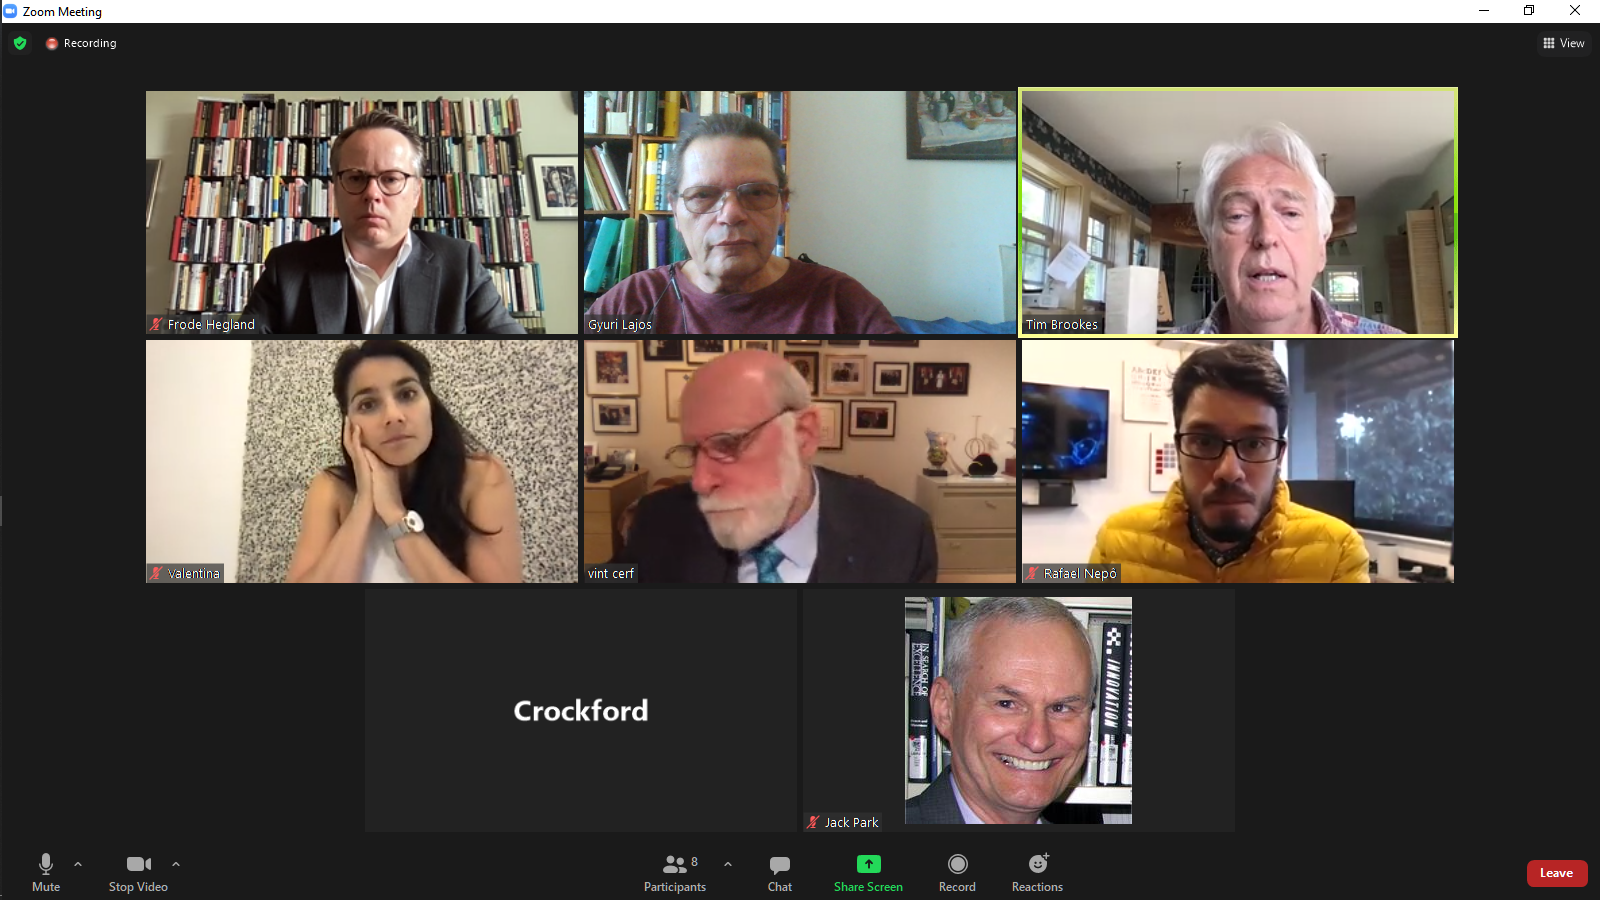 Zoom Meeting
Recording
View
Frode Hegland
Gyuri Lajos
Tim Brookes
Valentina
vint cerf
Rafael Nepô
Crockford
IN SEARCH OF
EXCELLENCE
INNOVATION
Jack Park
Mute
Stop Video
Participants
8
Chat
Share Screen
Record
Reactions
Leave